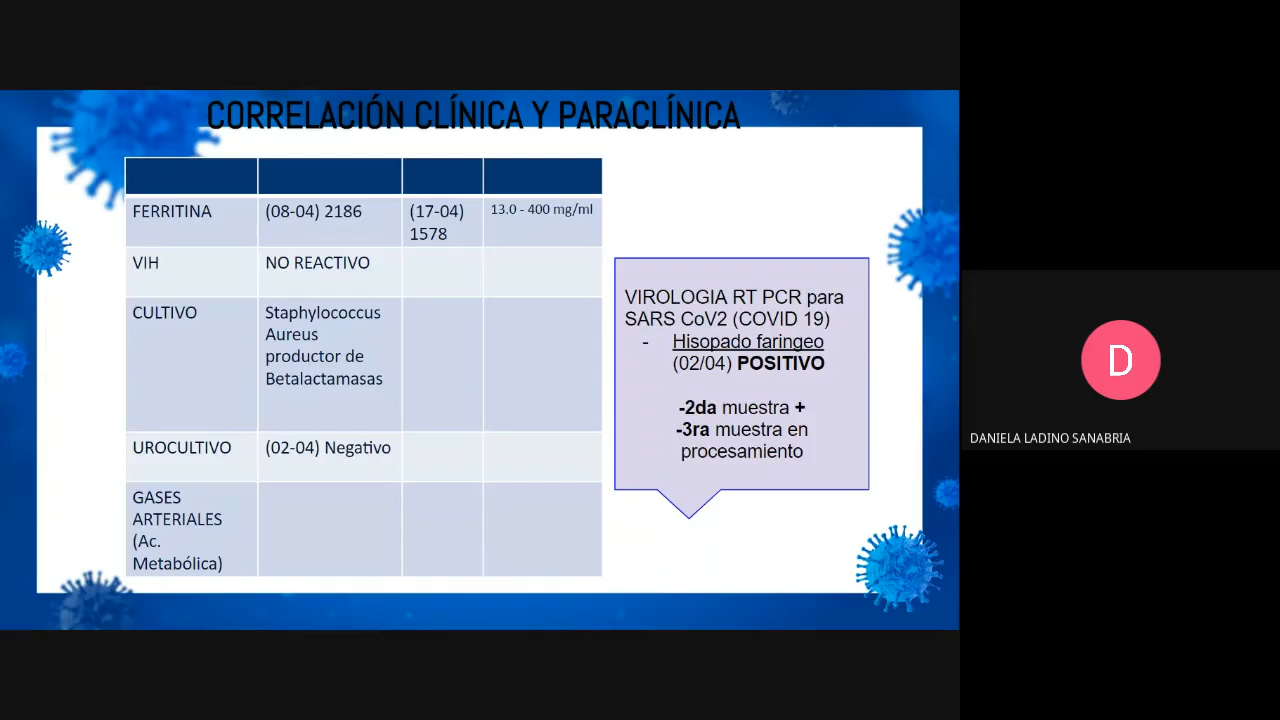 CORRELACIÓN CLÍNICA Y PARACLÍNICA
FERRITINA (08-04) 2186 (17-04) 13.0 - 400 mg/ml
1578
VIH NO REACTIVO
CULTIVO Staphylococcus
Aureus
productor de
Betalactamasas
UROCULTIVO (02-04) Negativo
GASES
ARTERIALES
(Ac.
Metabólica)
VIROLOGIA RT PCR para
SARS CoV2 (COVID 19)
- Hisopado faringeo
(02/04) POSITIVO
-2da muestra +
-3ra muestra en
procesamiento
D
DANIELA LADINO SANABRIA